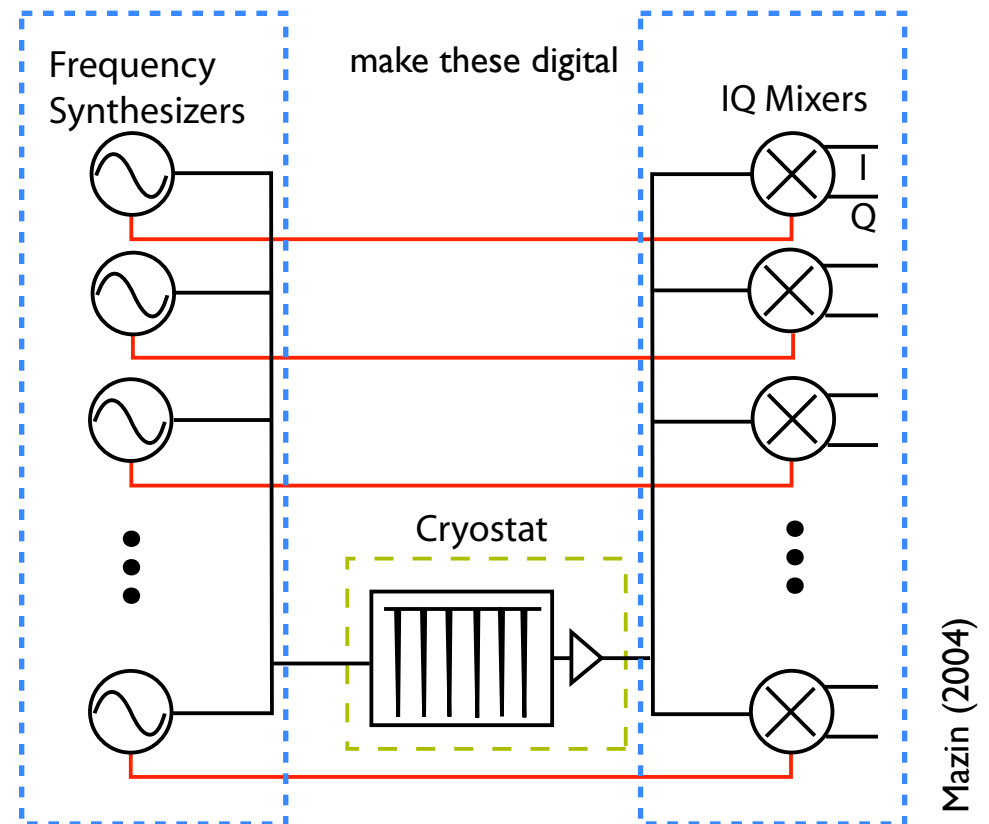 Frequency
Synthesizers
make these digital
IQ Mixers
I
Q
Cryostat
Mazin (2004)